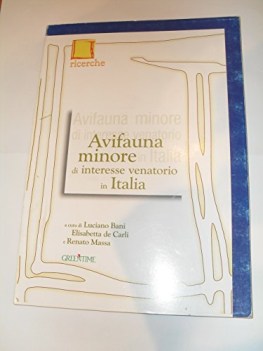 ricerche
Avifauna minore
di interesse venatorio
in Italia
Avifauna
minore
di interesse venatorio
in Italia
a cura di Luciano Bani
Elisabetta de Carli
e Renato Massa
GREENTIME